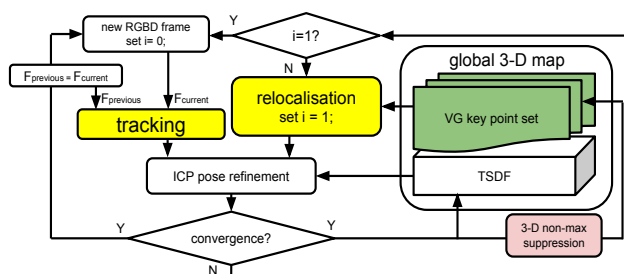 new RGBD frame
set i= 0;
Y
i=1?
N
global 3-D map
Fprevious = Fcurrent
Fprevious
Fcurrent
tracking
relocalisation
set i = 1;
VG key point set
ICP pose refinement
TSDF
Y
convergence?
Y
N
3-D non-max
suppression